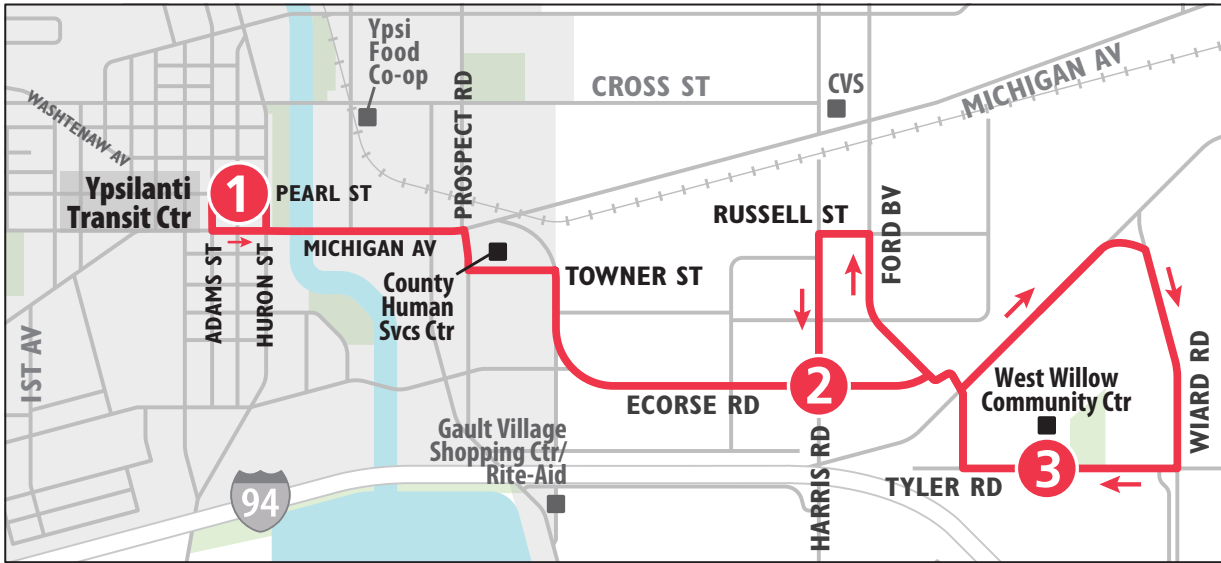 Ypsi
Food
Co-op
CROSS ST
CVS
MICHIGAN AV
WASHTENAW AV
PROSPECT RD
Ypsilanti
Transit Ctr
1
PEARL ST
RUSSELL ST
FORD BV
MICHIGAN AV
ADAMS ST
HURON ST
County
Human
Svcs Ctr
TOWNER ST
1ST AV
2
ECORSE RD
West Willow
Community Ctr
WIARD RD
Gault Village
Shopping Ctr/
Rite-Aid
HARRIS RD
TYLER RD
3
94